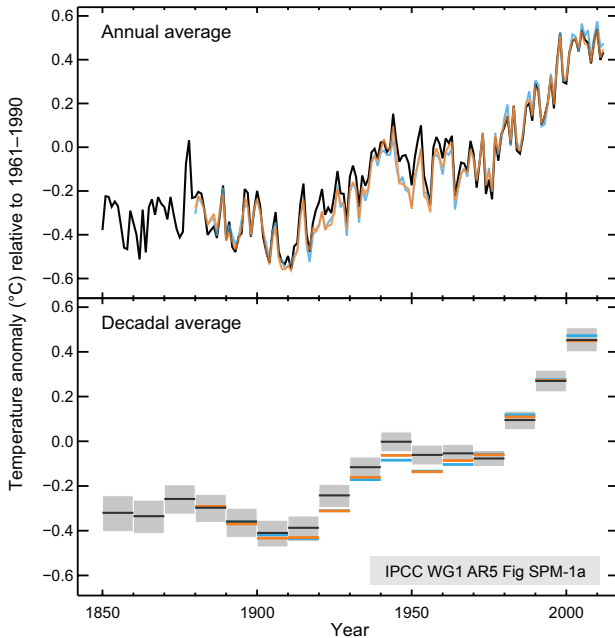 Annual average
0.6
0.4
0.2
0.0
−0.2
−0.4
−0.6
Temperature anomaly (°C) relative to 1961–1990
Decadal average
0.6
0.4
0.2
0.0
−0.2
−0.4
−0.6
IPCC WG1 AR5 Fig SPM-1a
1850 1900 1950 2000
Year